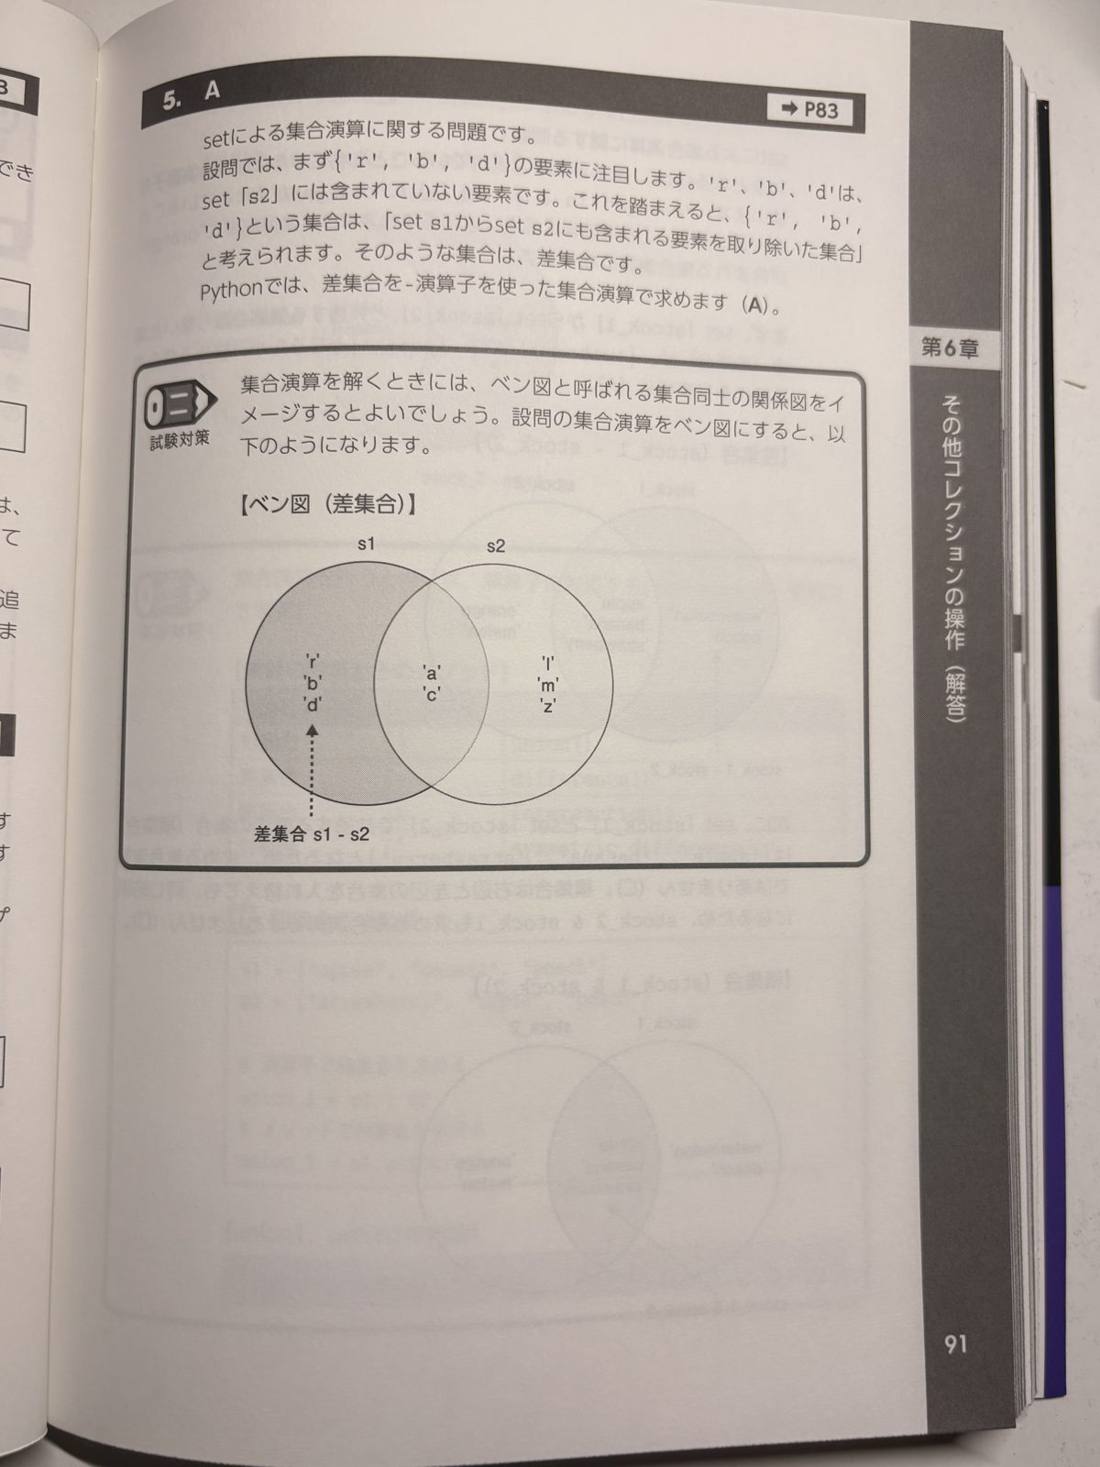 5. A
➡ P83
setによる集合演算に関する問題です。
設問では、まず{'r', 'b', 'd'}の要素に注目します。'r'、'b'、'd'は、
set「s2」には含まれていない要素です。これを踏まえると、{'r', 'b',
'd'}という集合は、「set s1からset s2にも含まれる要素を取り除いた集合」
と考えられます。そのような集合は、差集合です。
Pythonでは、差集合を-演算子を使った集合演算で求めます（A）。
試験対策
集合演算を解くときには、ベン図と呼ばれる集合同士の関係図をイ
メージするとよいでしょう。設問の集合演算をベン図にすると、以
下のようになります。
【ベン図（差集合）】
s1
s2
'r'
'b'
'd'
'a'
'c'
'l'
'm'
'z'
差集合 s1 - s2
第6章
その他コレクションの操作（解答）
91
でき
は、
て
追
ま
す
す